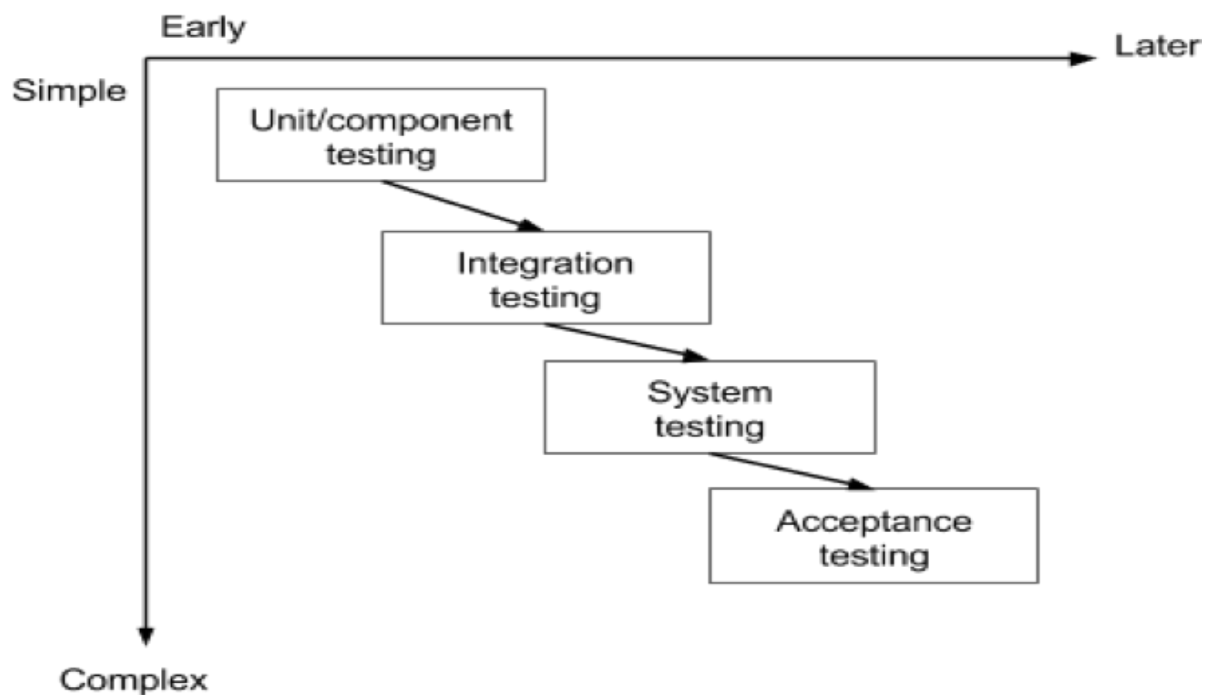 Early
Later
Simple
Unit/component
testing
Integration
testing
System
testing
Acceptance
testing
Complex